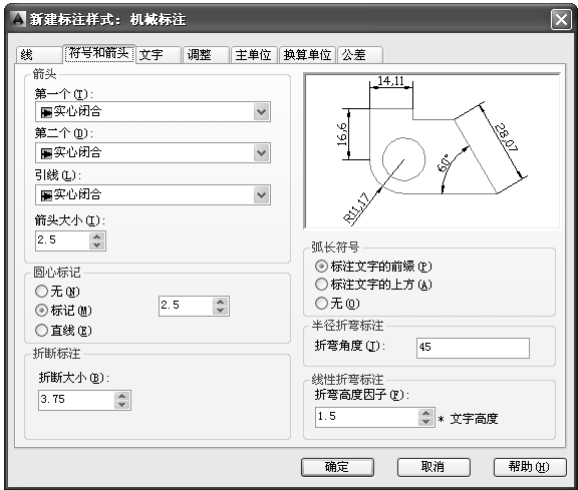 新建标注样式: 机械标注
线 符号和箭头 文字 调整 主单位 换算单位 公差
箭头
第一个(T):
实心闭合
第二个(D):
实心闭合
引线(L):
实心闭合
箭头大小(I):
2.5
圆心标记
无(N)
标记(M)
2.5
直线(E)
折断标注
折断大小(B):
3.75
14,11
16,6
28,07
60°
R11,17
弧长符号
标注文字的前缀(P)
标注文字的上方(A)
无(O)
半径折弯标注
折弯角度(J):
45
线性折弯标注
折弯高度因子(F):
1.5
* 文字高度
确定 取消 帮助(H)